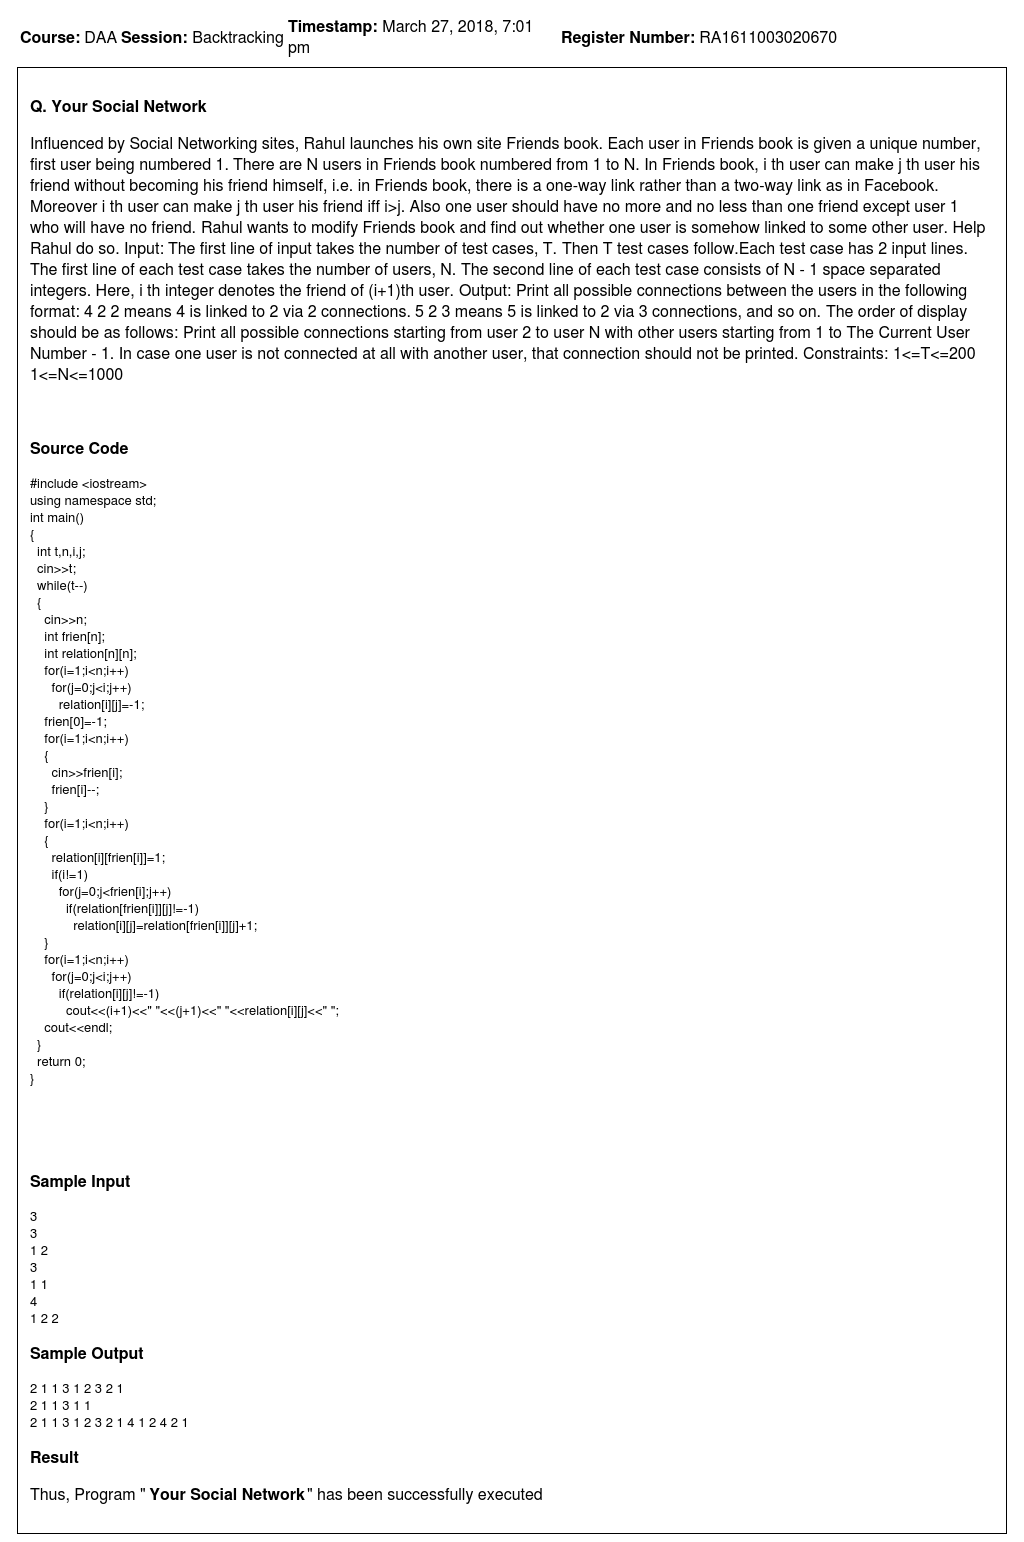 Course: DAA Session: Backtracking Timestamp: March 27, 2018, 7:01 pm Register Number: RA1611003020670
Q. Your Social Network
Influenced by Social Networking sites, Rahul launches his own site Friends book. Each user in Friends book is given a unique number,
first user being numbered 1. There are N users in Friends book numbered from 1 to N. In Friends book, i th user can make j th user his
friend without becoming his friend himself, i.e. in Friends book, there is a one-way link rather than a two-way link as in Facebook.
Moreover i th user can make j th user his friend iff i>j. Also one user should have no more and no less than one friend except user 1
who will have no friend. Rahul wants to modify Friends book and find out whether one user is somehow linked to some other user. Help
Rahul do so. Input: The first line of input takes the number of test cases, T. Then T test cases follow.Each test case has 2 input lines.
The first line of each test case takes the number of users, N. The second line of each test case consists of N - 1 space separated
integers. Here, i th integer denotes the friend of (i+1)th user. Output: Print all possible connections between the users in the following
format: 4 2 2 means 4 is linked to 2 via 2 connections. 5 2 3 means 5 is linked to 2 via 3 connections, and so on. The order of display
should be as follows: Print all possible connections starting from user 2 to user N with other users starting from 1 to The Current User
Number - 1. In case one user is not connected at all with another user, that connection should not be printed. Constraints: 1<=T<=200
1<=N<=1000
Source Code
#include <iostream>
using namespace std;
int main()
{
  int t,n,i,j;
  cin>>t;
  while(t--)
  {
    cin>>n;
    int frien[n];
    int relation[n][n];
    for(i=1;i<n;i++)
      for(j=0;j<i;j++)
        relation[i][j]=-1;
    frien[0]=-1;
    for(i=1;i<n;i++)
    {
      cin>>frien[i];
      frien[i]--;
    }
    for(i=1;i<n;i++)
    {
      relation[i][frien[i]]=1;
      if(i!=1)
        for(j=0;j<frien[i];j++)
          if(relation[frien[i]][j]!=-1)
            relation[i][j]=relation[frien[i]][j]+1;
    }
    for(i=1;i<n;i++)
      for(j=0;j<i;j++)
        if(relation[i][j]!=-1)
          cout<<(i+1)<<" "<<(j+1)<<" "<<relation[i][j]<<" ";
    cout<<endl;
  }
  return 0;
}
Sample Input
3
3
1 2
3
1 1
4
1 2 2
Sample Output
2 1 1 3 1 2 3 2 1
2 1 1 3 1 1
2 1 1 3 1 2 3 2 1 4 1 2 4 2 1
Result
Thus, Program " Your Social Network" has been successfully executed